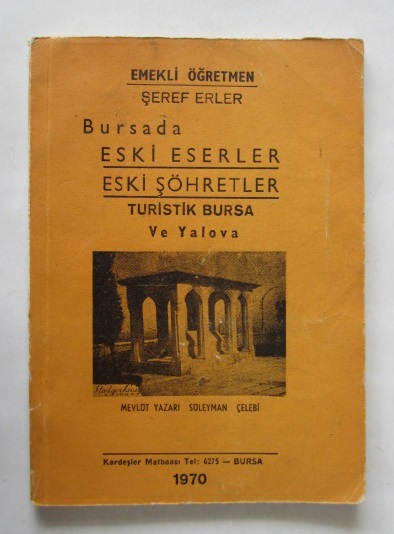 EMEKLİ ÖĞRETMEN
ŞEREF ERLER
Bursada
ESKİ ESERLER
ESKİ ŞÖHRETLER
TURİSTİK BURSA
Ve Yalova
MEVLÜT YAZARI SÜLEYMAN ÇELEBİ
Kardeşler Matbaası Tel: 6275 — BURSA
1970